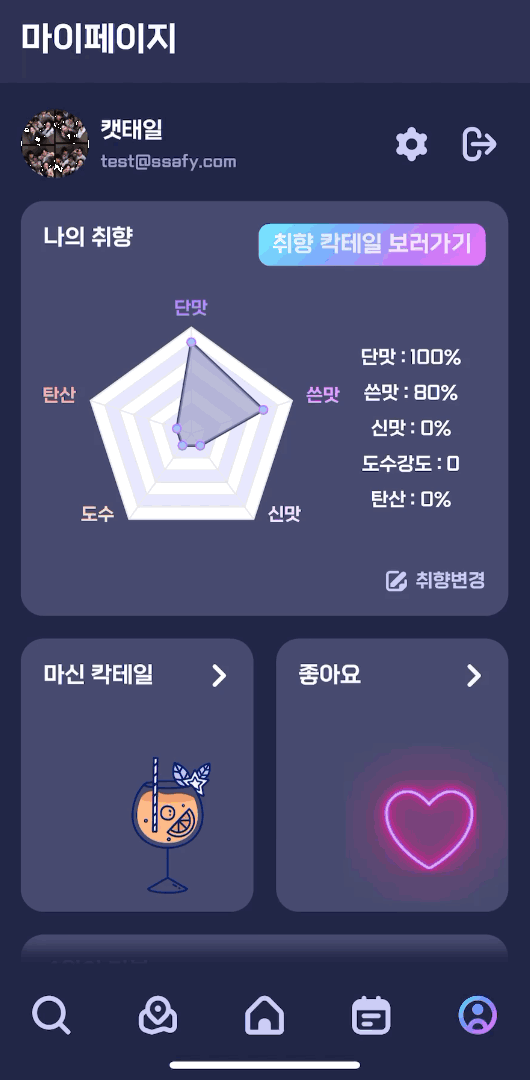 마이페이지
캣태일
test@ssafy.com
나의 취향
취향 칵테일 보러가기
단맛
탄산
쓴맛
도수
신맛
단맛 : 100%
쓴맛 : 80%
신맛 : 0%
도수강도 : 0
탄산 : 0%
취향변경
마신 칵테일
좋아요